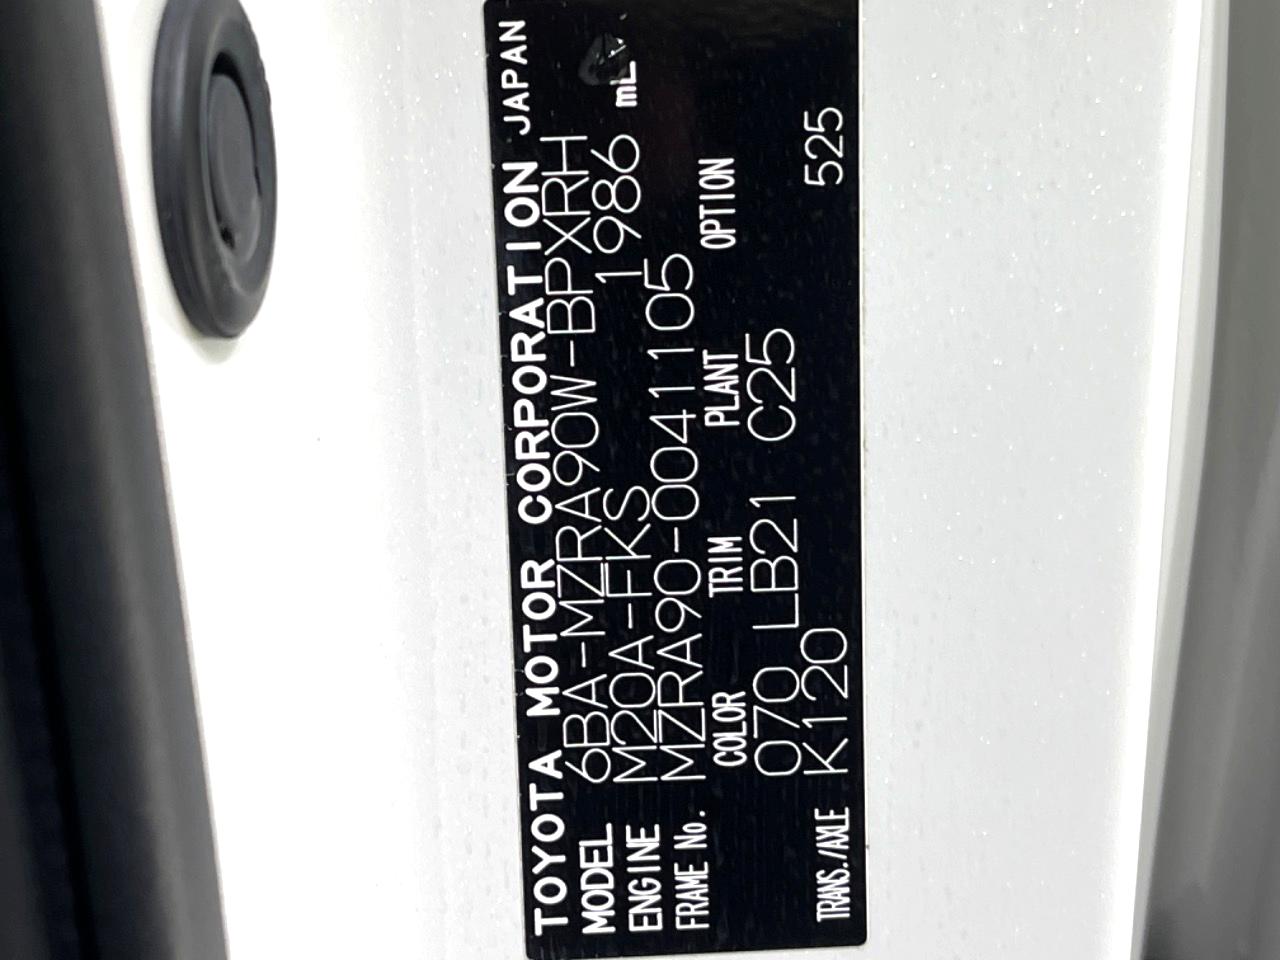 TOYOTA MOTOR CORPORATION JAPAN
MODEL 6BA-MZRA90W-BPXRH
ENGINE M20A-FKS 1986 mL
FRAME No. MZRA90-0041105
COLOR TRIM PLANT OPTION
070 LB21 C25
TRANS./AXLE K120 525